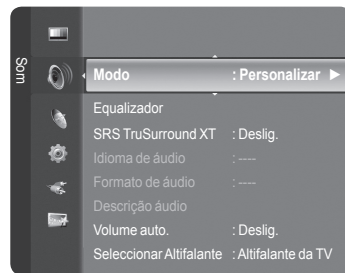 Som
Modo : Personalizar ►
Equalizador
SRS TruSurround XT : Deslig.
Idioma de áudio : ----
Formato de áudio : ----
Descrição áudio
Volume auto. : Deslig.
Seleccionar Altifalante : Altifalante da TV